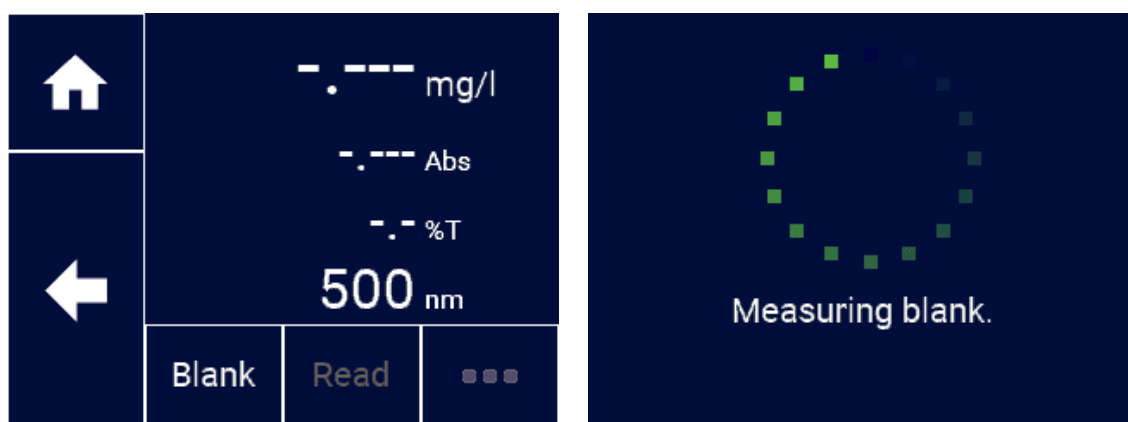 -.--- mg/l
-.--- Abs
-.- %T
500 nm
Blank
Read
Measuring blank.